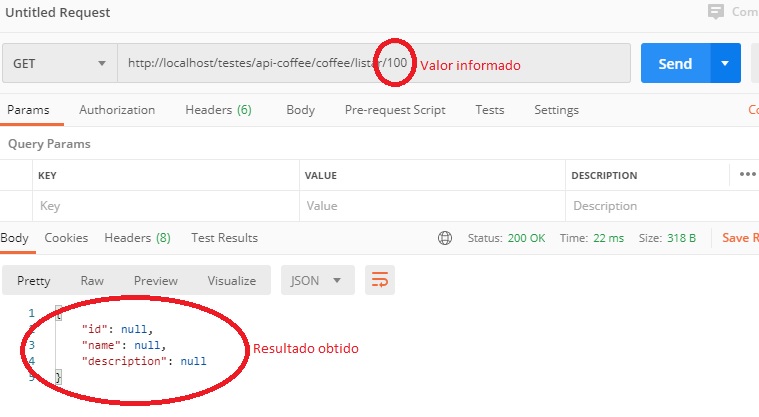 Untitled Request
Com
GET http://localhost/testes/api-coffee/coffee/listar/100 Valor informado Send
Params Authorization Headers (6) Body Pre-request Script Tests Settings Co
Query Params
KEY VALUE DESCRIPTION •••
Key Value Description
Body Cookies Headers (8) Test Results Status: 200 OK Time: 22 ms Size: 318 B Save R
Pretty Raw Preview Visualize JSON
1 {
2 "id": null,
3 "name": null,
4 "description": null
5 }
Resultado obtido